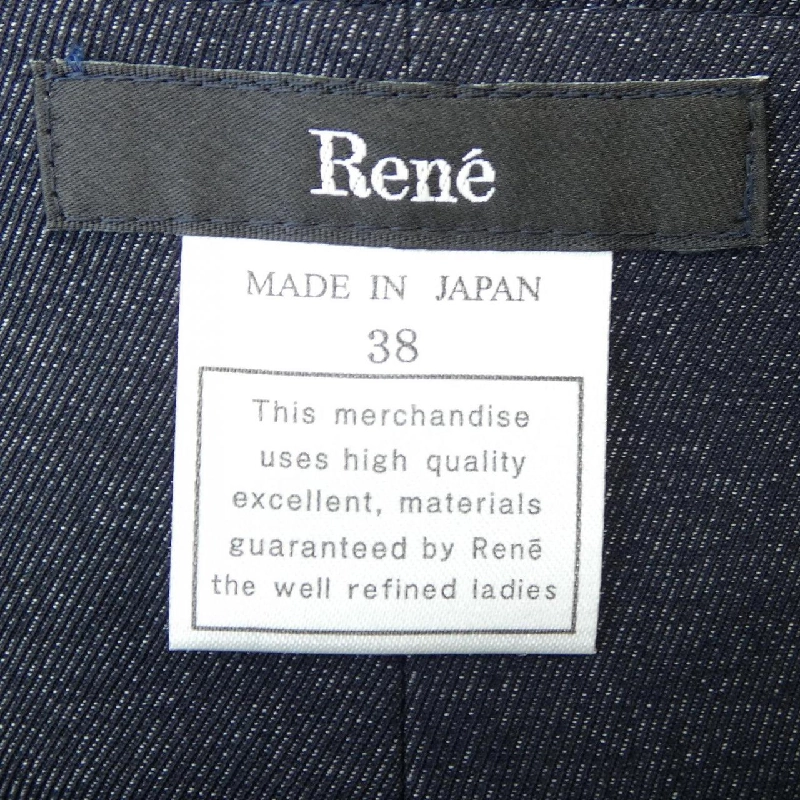 René
MADE IN JAPAN
38
This merchandise
uses high quality
excellent, materials
guaranteed by Renē
the well refined ladies